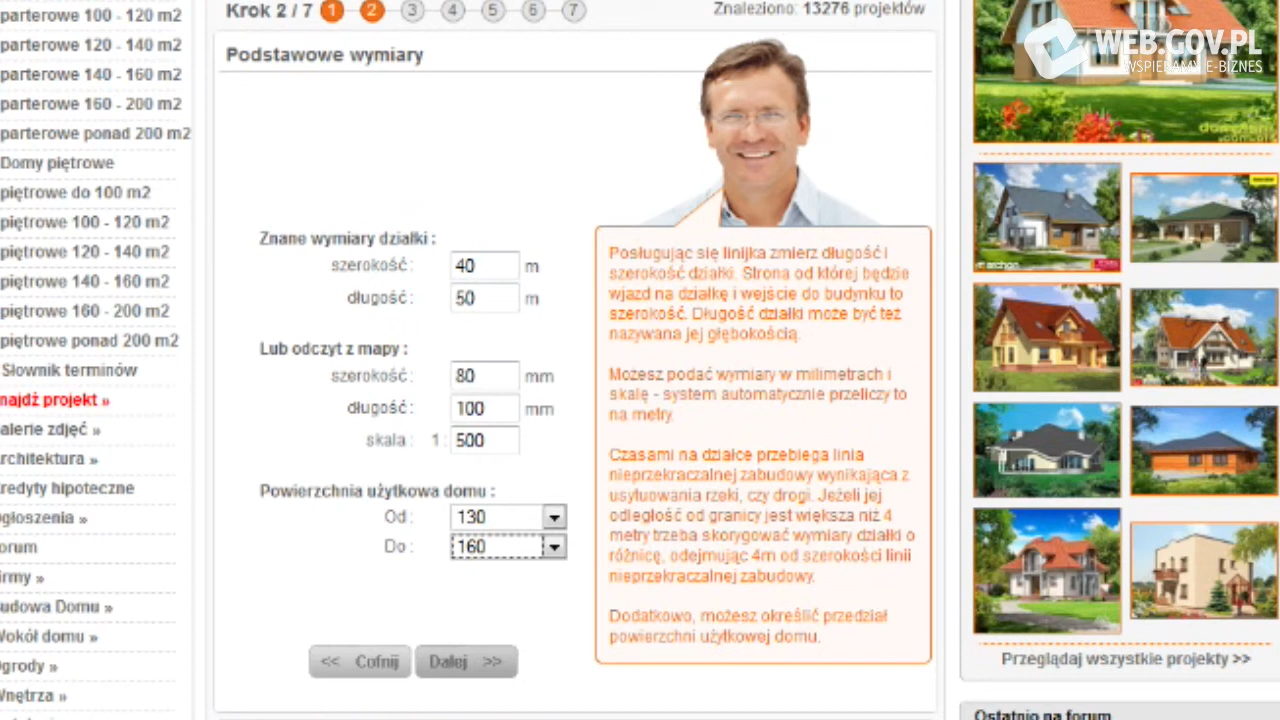 parterowe 100 - 120 m2
parterowe 120 - 140 m2
parterowe 140 - 160 m2
parterowe 160 - 200 m2
parterowe ponad 200 m2
Domy piętrowe
piętrowe do 100 m2
piętrowe 100 - 120 m2
piętrowe 120 - 140 m2
piętrowe 140 - 160 m2
piętrowe 160 - 200 m2
piętrowe ponad 200 m2
Słownik terminów
najdź projekt »
alerie zdjęć »
rchitektura »
redyty hipoteczne
głoszenia »
orum
irmy »
udowa Domu »
Wokół domu »
grody »
Wnętrza »
Krok 2 / 7 1 2 3 4 5 6 7
Znaleziono: 13276 projektów
Podstawowe wymiary
Znane wymiary działki :
szerokość : 40 m
długość : 50 m
Lub odczyt z mapy :
szerokość : 80 mm
długość : 100 mm
skala : 1 : 500
Powierzchnia użytkowa domu :
Od : 130
Do : 160
<< Cofnij
Dalej >>
Posługując się linijka zmierz długość i
szerokość działki. Strona od której będzie
wjazd na działkę i wejście do budynku to
szerokość. Długość działki może być też
nazywana jej głębokością.
Możesz podać wymiary w milimetrach i
skalę - system automatycznie przeliczy to
na metry.
Czasami na działce przebiega linia
nieprzekraczalnej zabudowy wynikająca z
usytuowania rzeki, czy drogi. Jeżeli jej
odległość od granicy jest większa niż 4
metry trzeba skorygować wymiary działki o
różnicę, odejmując 4m od szerokości linii
nieprzekraczalnej zabudowy.
Dodatkowo, możesz określić przedział
powierzchni użytkowej domu.
WEB.GOV.PL
WSPIERAMY E-BIZNES
archon
Przeglądaj wszystkie projekty >>
Ostatnio na forum